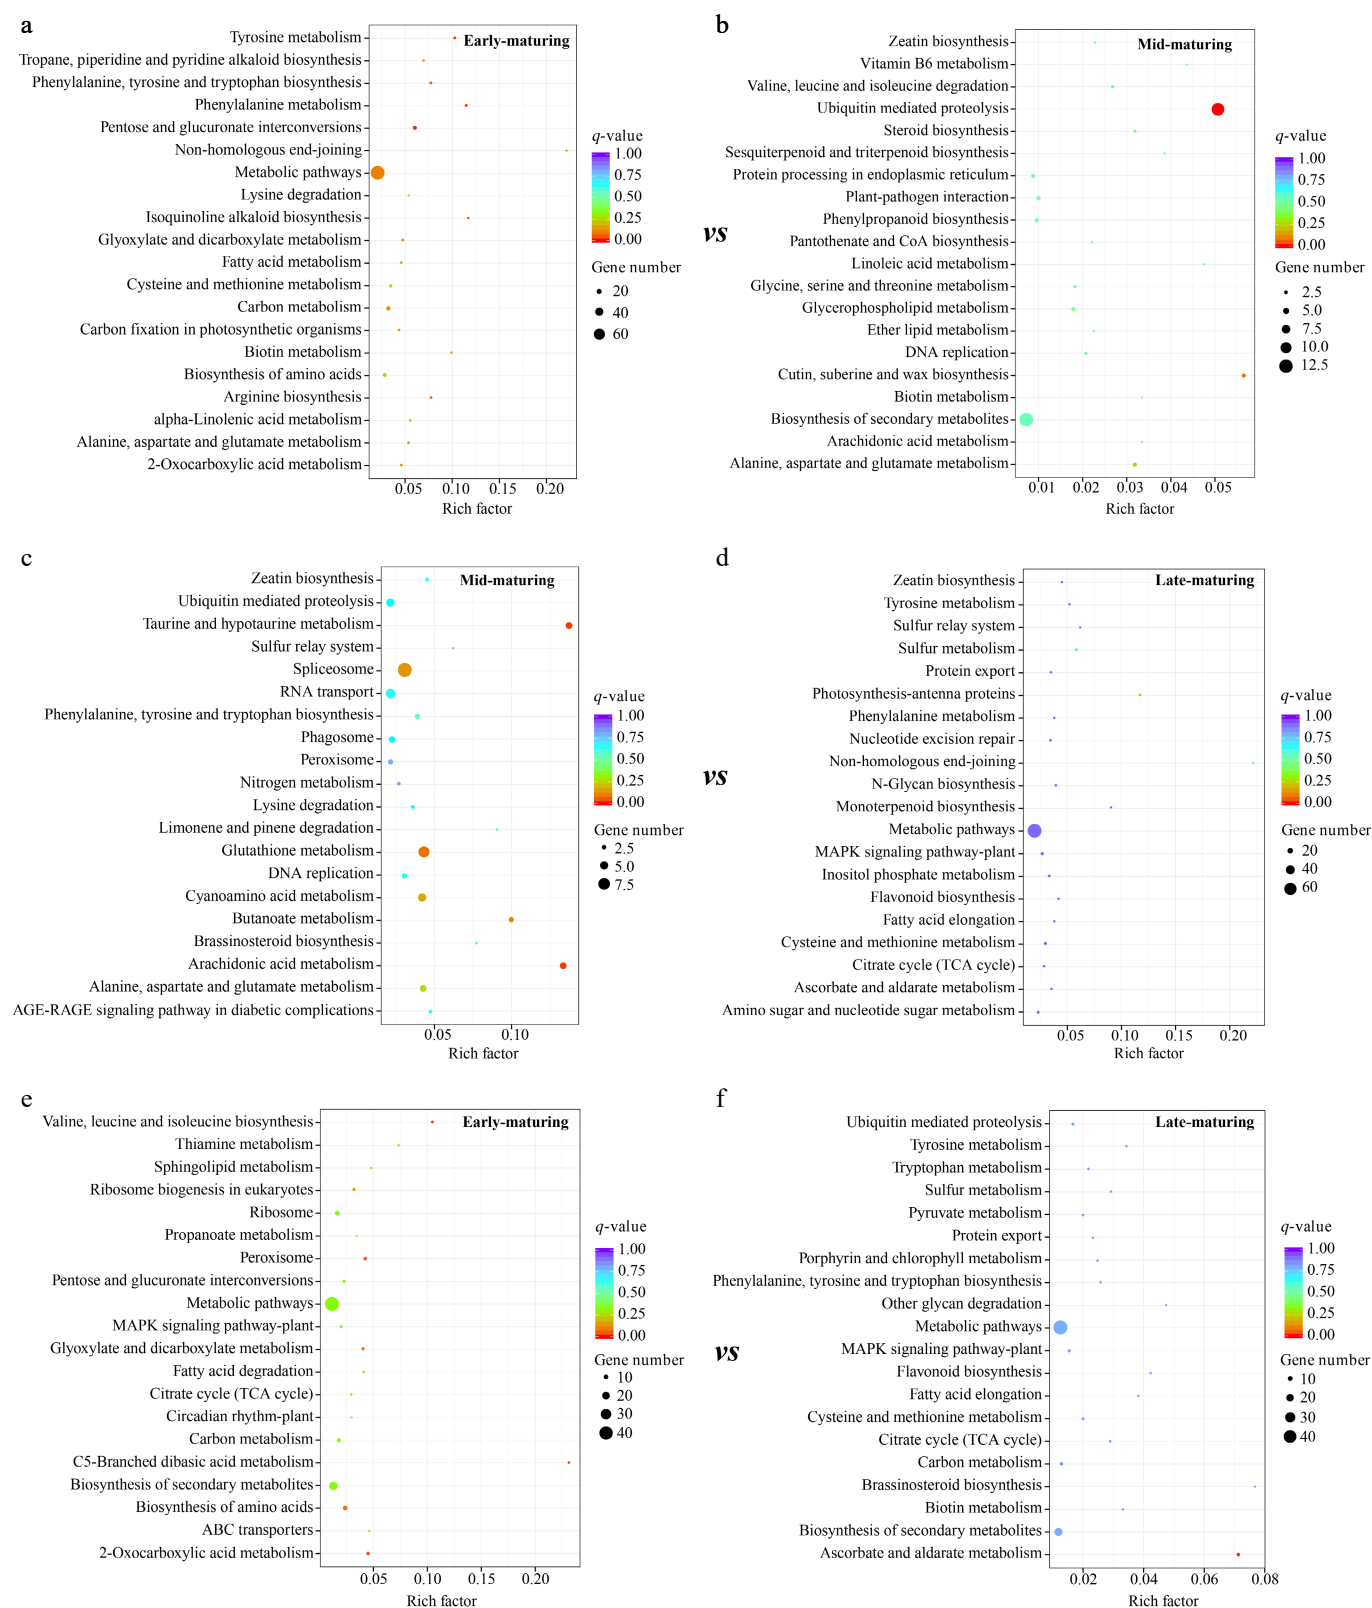 a
Early-maturing
Tyrosine metabolism
Tropane, piperidine and pyridine alkaloid biosynthesis
Phenylalanine, tyrosine and tryptophan biosynthesis
Phenylalanine metabolism
Pentose and glucuronate interconversions
Non-homologous end-joining
Metabolic pathways
Lysine degradation
Isoquinoline alkaloid biosynthesis
Glyoxylate and dicarboxylate metabolism
Fatty acid metabolism
Cysteine and methionine metabolism
Carbon metabolism
Carbon fixation in photosynthetic organisms
Biotin metabolism
Biosynthesis of amino acids
Arginine biosynthesis
alpha-Linolenic acid metabolism
Alanine, aspartate and glutamate metabolism
2-Oxocarboxylic acid metabolism
0.05 0.10 0.15 0.20
Rich factor
q-value
1.00
0.75
0.50
0.25
0.00
Gene number
20
40
60
vs
b
Mid-maturing
Zeatin biosynthesis
Vitamin B6 metabolism
Valine, leucine and isoleucine degradation
Ubiquitin mediated proteolysis
Steroid biosynthesis
Sesquiterpenoid and triterpenoid biosynthesis
Protein processing in endoplasmic reticulum
Plant-pathogen interaction
Phenylpropanoid biosynthesis
Pantothenate and CoA biosynthesis
Linoleic acid metabolism
Glycine, serine and threonine metabolism
Glycerophospholipid metabolism
Ether lipid metabolism
DNA replication
Cutin, suberine and wax biosynthesis
Biotin metabolism
Biosynthesis of secondary metabolites
Arachidonic acid metabolism
Alanine, aspartate and glutamate metabolism
0.01 0.02 0.03 0.04 0.05
Rich factor
q-value
1.00
0.75
0.50
0.25
0.00
Gene number
2.5
5.0
7.5
10.0
12.5
c
Mid-maturing
Zeatin biosynthesis
Ubiquitin mediated proteolysis
Taurine and hypotaurine metabolism
Sulfur relay system
Spliceosome
RNA transport
Phenylalanine, tyrosine and tryptophan biosynthesis
Phagosome
Peroxisome
Nitrogen metabolism
Lysine degradation
Limonene and pinene degradation
Glutathione metabolism
DNA replication
Cyanoamino acid metabolism
Butanoate metabolism
Brassinosteroid biosynthesis
Arachidonic acid metabolism
Alanine, aspartate and glutamate metabolism
AGE-RAGE signaling pathway in diabetic complications
0.05 0.10
Rich factor
q-value
1.00
0.75
0.50
0.25
0.00
Gene number
2.5
5.0
7.5
vs
d
Late-maturing
Zeatin biosynthesis
Tyrosine metabolism
Sulfur relay system
Sulfur metabolism
Protein export
Photosynthesis-antenna proteins
Phenylalanine metabolism
Nucleotide excision repair
Non-homologous end-joining
N-Glycan biosynthesis
Monoterpenoid biosynthesis
Metabolic pathways
MAPK signaling pathway-plant
Inositol phosphate metabolism
Flavonoid biosynthesis
Fatty acid elongation
Cysteine and methionine metabolism
Citrate cycle (TCA cycle)
Ascorbate and aldarate metabolism
Amino sugar and nucleotide sugar metabolism
0.05 0.10 0.15 0.20
Rich factor
q-value
1.00
0.75
0.50
0.25
0.00
Gene number
20
40
60
e
Early-maturing
Valine, leucine and isoleucine biosynthesis
Thiamine metabolism
Sphingolipid metabolism
Ribosome biogenesis in eukaryotes
Ribosome
Propanoate metabolism
Peroxisome
Pentose and glucuronate interconversions
Metabolic pathways
MAPK signaling pathway-plant
Glyoxylate and dicarboxylate metabolism
Fatty acid degradation
Citrate cycle (TCA cycle)
Circadian rhythm-plant
Carbon metabolism
C5-Branched dibasic acid metabolism
Biosynthesis of secondary metabolites
Biosynthesis of amino acids
ABC transporters
2-Oxocarboxylic acid metabolism
0.05 0.10 0.15 0.20
Rich factor
q-value
1.00
0.75
0.50
0.25
0.00
Gene number
10
20
30
40
vs
f
Late-maturing
Ubiquitin mediated proteolysis
Tyrosine metabolism
Tryptophan metabolism
Sulfur metabolism
Pyruvate metabolism
Protein export
Porphyrin and chlorophyll metabolism
Phenylalanine, tyrosine and tryptophan biosynthesis
Other glycan degradation
Metabolic pathways
MAPK signaling pathway-plant
Flavonoid biosynthesis
Fatty acid elongation
Cysteine and methionine metabolism
Citrate cycle (TCA cycle)
Carbon metabolism
Brassinosteroid biosynthesis
Biotin metabolism
Biosynthesis of secondary metabolites
Ascorbate and aldarate metabolism
0.02 0.04 0.06 0.08
Rich factor
q-value
1.00
0.75
0.50
0.25
0.00
Gene number
10
20
30
40